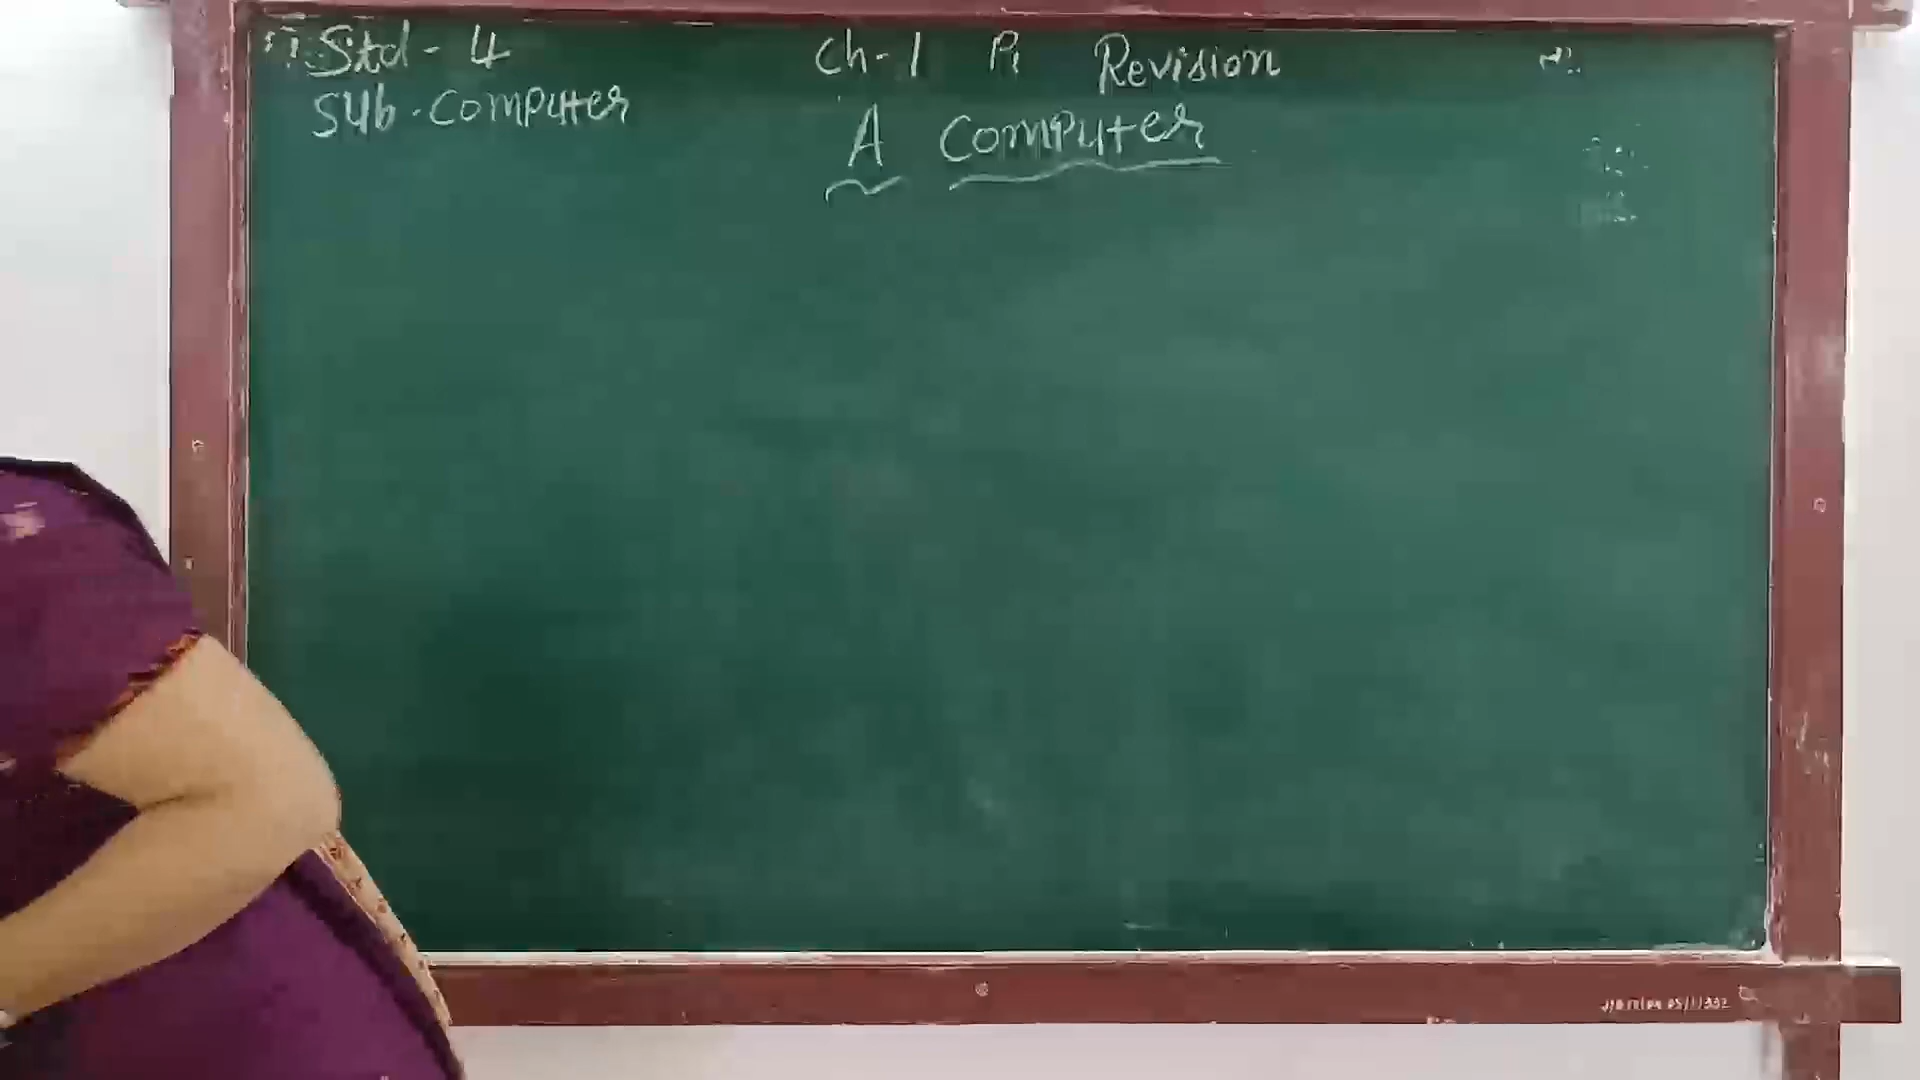 Std - 4
Sub - Computer
Ch-1 Revision
A Computer